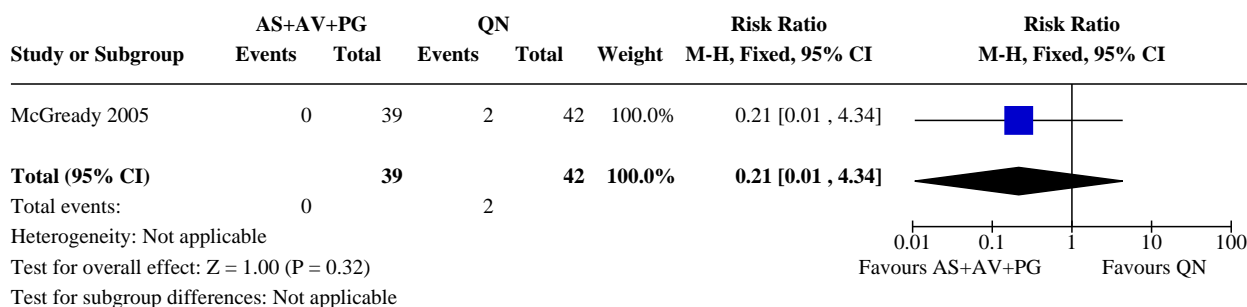 AS+AV+PG QN Risk Ratio Risk Ratio
Study or Subgroup Events Total Events Total Weight M-H, Fixed, 95% CI M-H, Fixed, 95% CI
McGready 2005 0 39 2 42 100.0% 0.21 [0.01 , 4.34]
Total (95% CI) 39 42 100.0% 0.21 [0.01 , 4.34]
Total events: 0 2
Heterogeneity: Not applicable
0.01 0.1 1 10 100
Test for overall effect: Z = 1.00 (P = 0.32)
Favours AS+AV+PG Favours QN
Test for subgroup differences: Not applicable